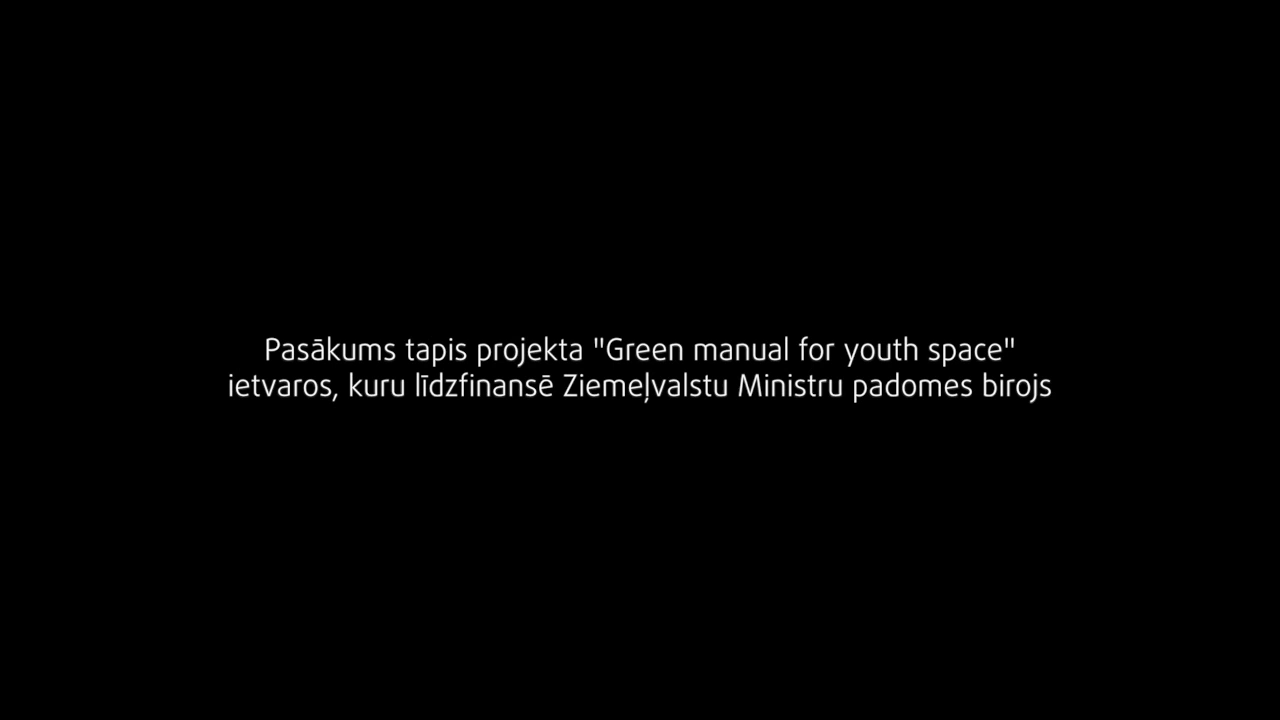 Pasākums tapis projekta "Green manual for youth space"
ietvaros, kuru līdzfinansē Ziemeļvalstu Ministru padomes birojs